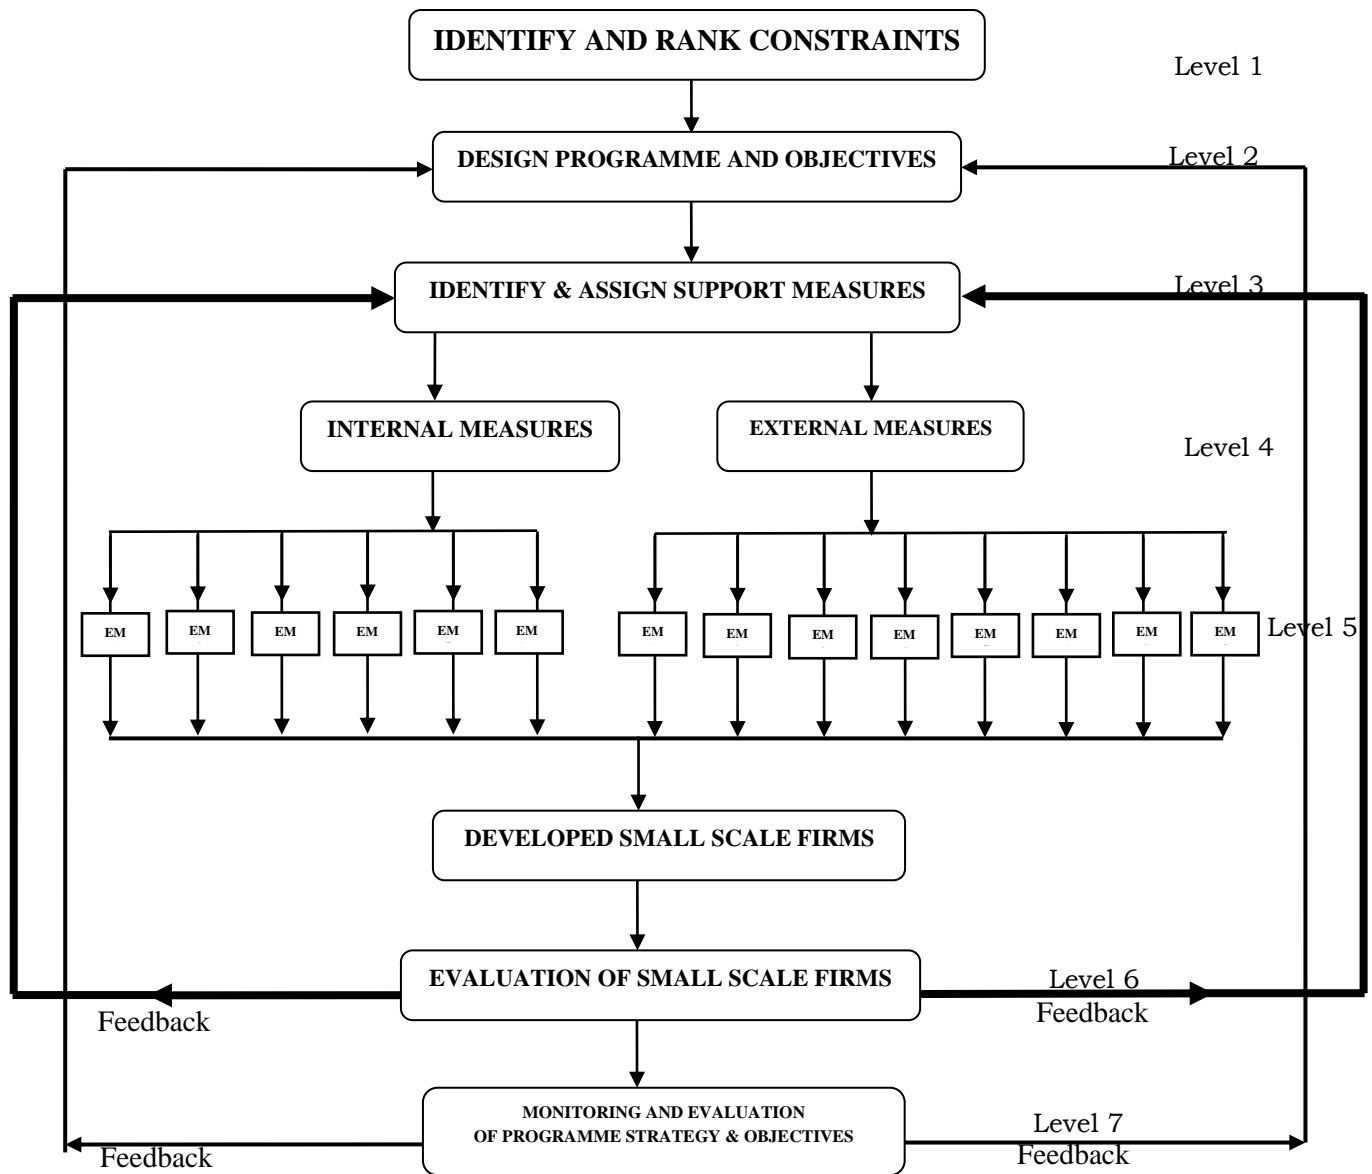 IDENTIFY AND RANK CONSTRAINTS
Level 1
DESIGN PROGRAMME AND OBJECTIVES
Level 2
IDENTIFY & ASSIGN SUPPORT MEASURES
Level 3
INTERNAL MEASURES
EXTERNAL MEASURES
Level 4
EM
EM
EM
EM
EM
EM
EM
EM
EM
EM
EM
EM
EM
EM
Level 5
DEVELOPED SMALL SCALE FIRMS
EVALUATION OF SMALL SCALE FIRMS
Level 6
Feedback
Feedback
MONITORING AND EVALUATION
OF PROGRAMME STRATEGY & OBJECTIVES
Level 7
Feedback
Feedback